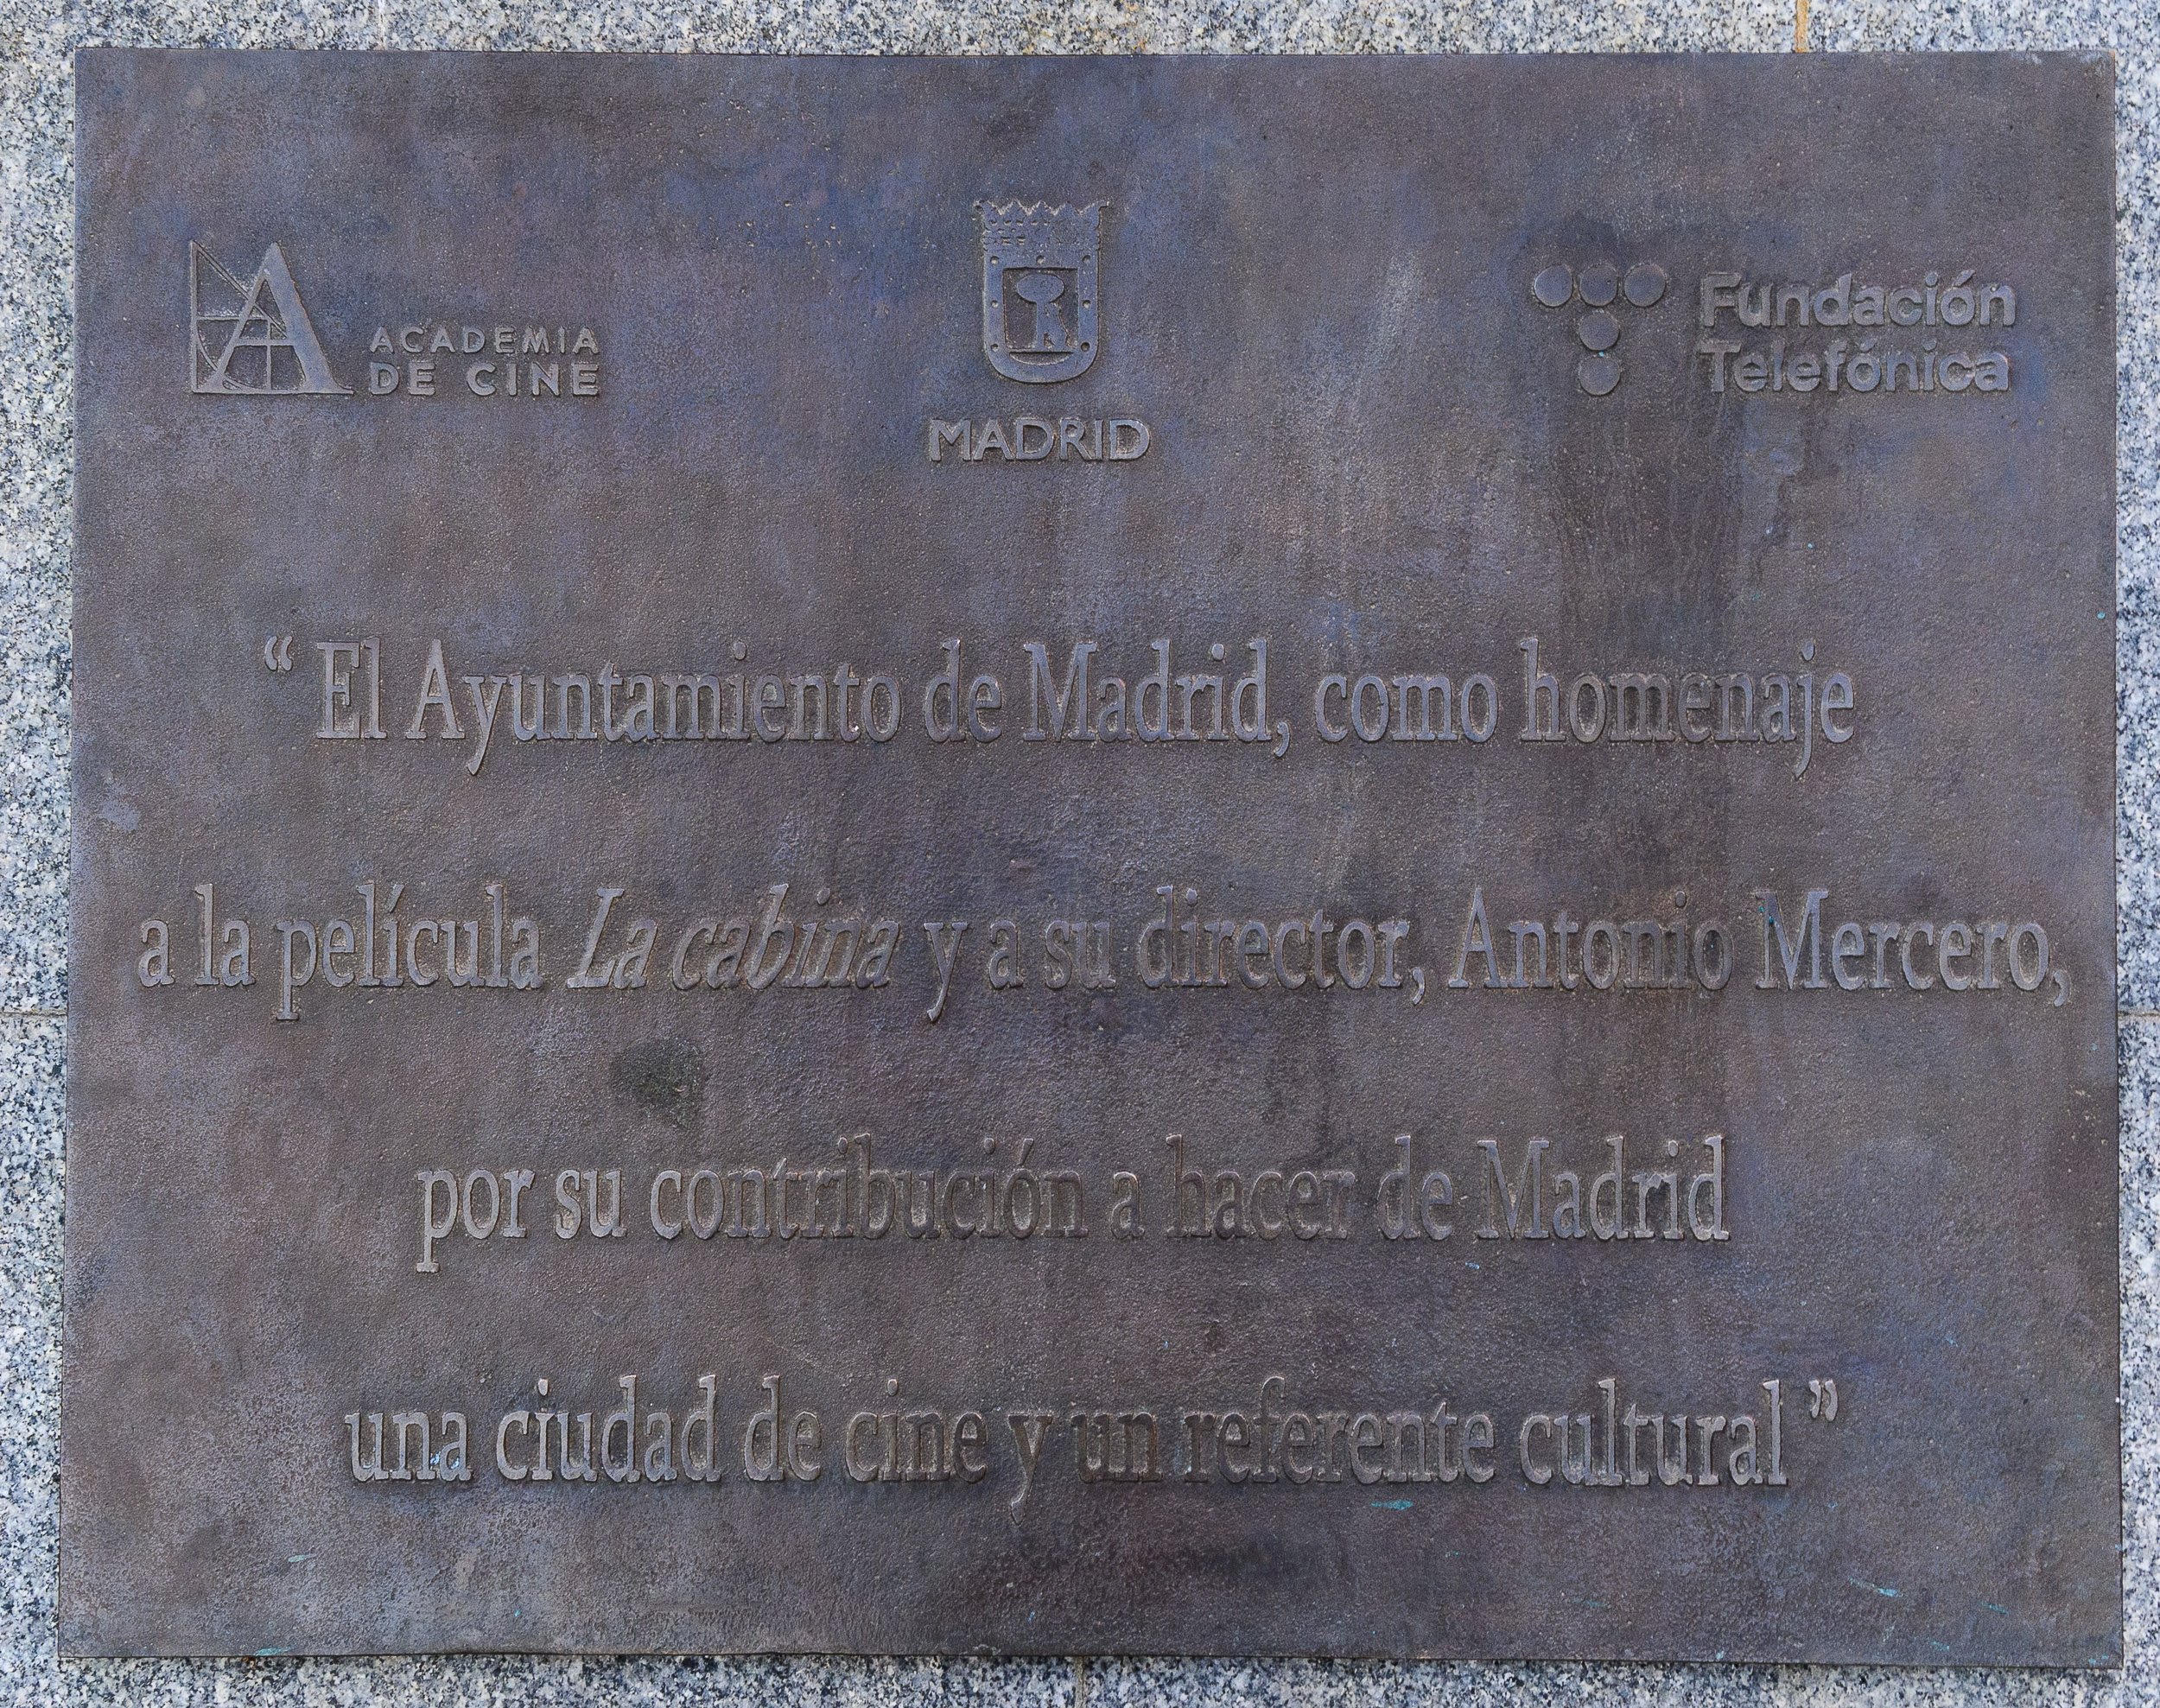 ACADEMIA
DE CINE
MADRID
Fundación
Telefónica
“ El Ayuntamiento de Madrid, como homenaje
a la película La cabina y a su director, Antonio Mercero,
por su contribución a hacer de Madrid
una ciudad de cine y un referente cultural ”